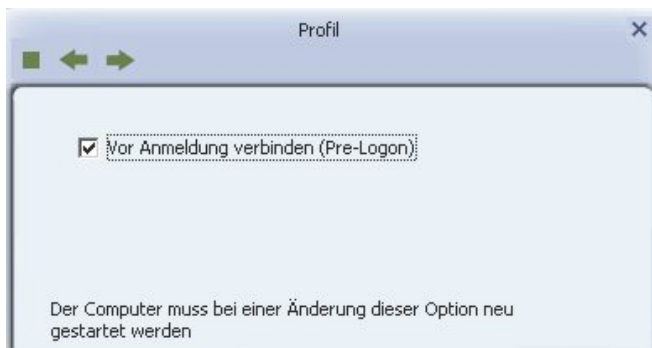 Profil
Vor Anmeldung verbinden (Pre-Logon)
Der Computer muss bei einer Änderung dieser Option neu
gestartet werden